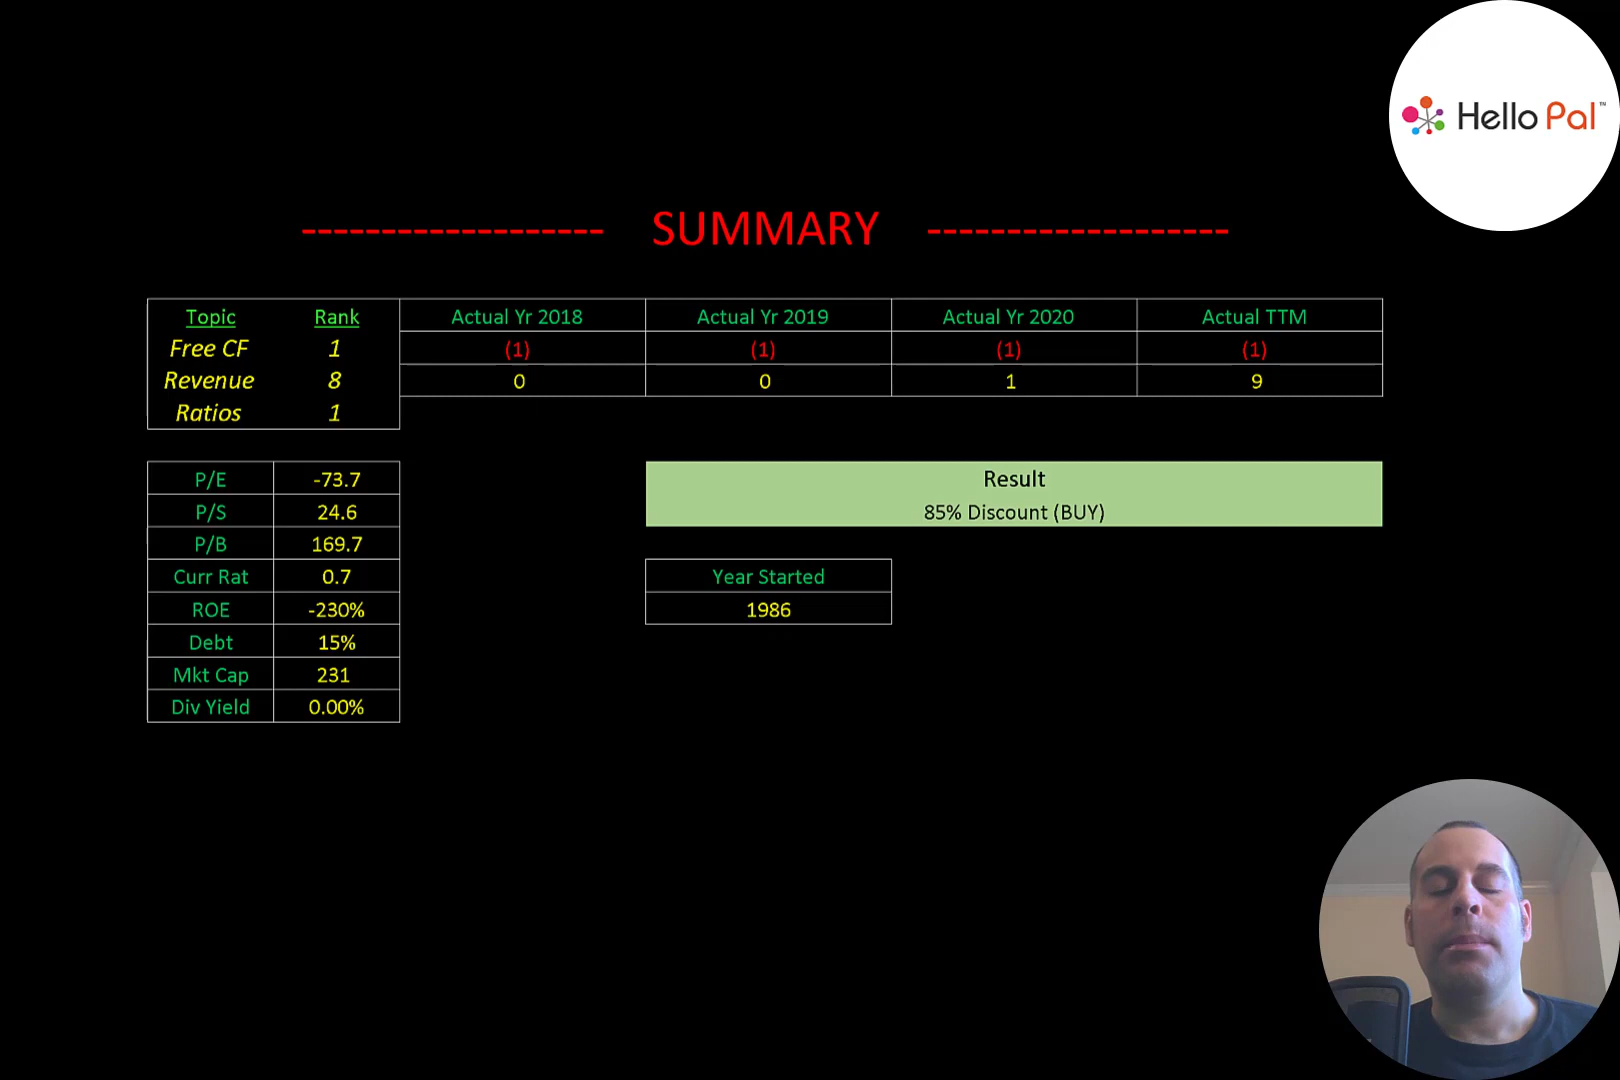 Hello Pal™
------------------- SUMMARY -------------------
Topic Rank Actual Yr 2018 Actual Yr 2019 Actual Yr 2020 Actual TTM
Free CF 1 (1) (1) (1) (1)
Revenue 8 0 0 1 9
Ratios 1
P/E -73.7 Result
P/S 24.6 85% Discount (BUY)
P/B 169.7
Curr Rat 0.7 Year Started
ROE -230% 1986
Debt 15%
Mkt Cap 231
Div Yield 0.00%